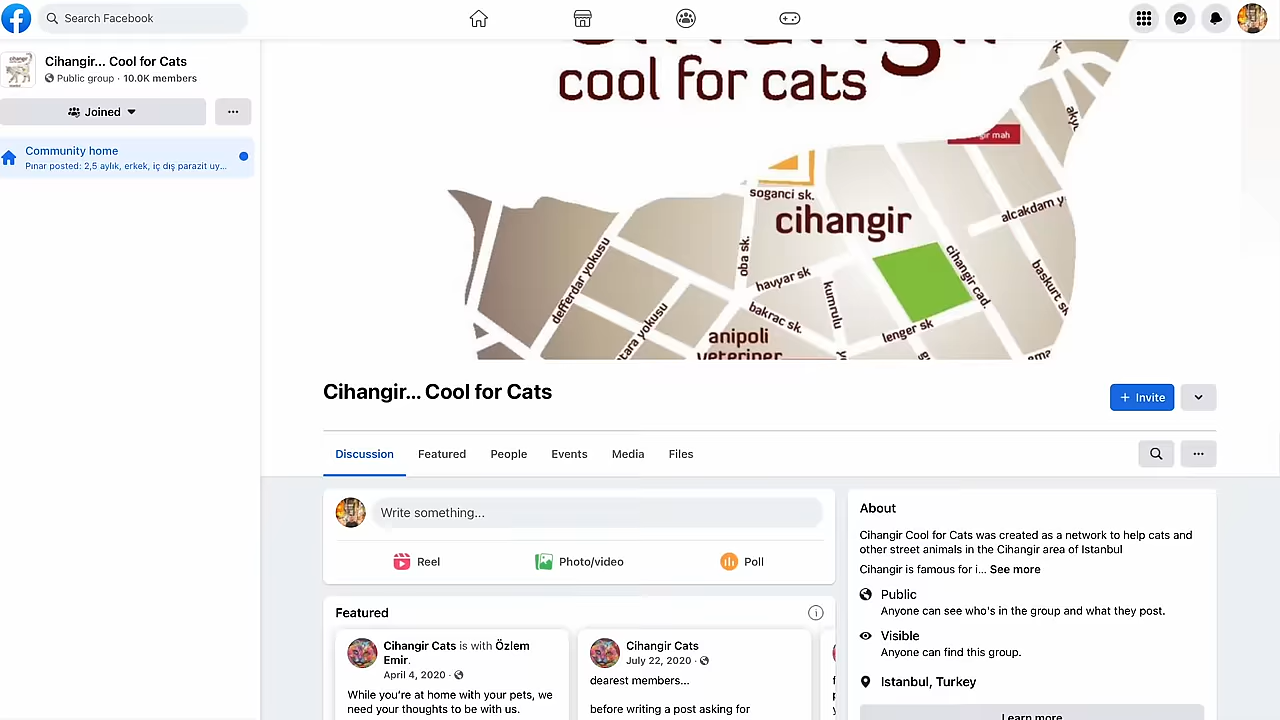 Search Facebook
Cihangir... Cool for Cats
Public group · 10.0K members
Joined
Community home
Pınar posted: 2,5 aylık, erkek, iç dış parazit uy...
cool for cats
soganci sk.
cihangir
alcakdam y
oba sk.
defterdar yokusu
havyar sk
cihangir cad.
baskurt sk
kumrulu
bakrac sk.
lenger sk
anipoli
veteriner
Cihangir... Cool for Cats
Invite
Discussion
Featured
People
Events
Media
Files
Write something...
Reel
Photo/video
Poll
Featured
Cihangir Cats is with Özlem
Emir.
April 4, 2020 ·
While you're at home with your pets, we
need your thoughts to be with us.
Cihangir Cats
July 22, 2020 ·
dearest members...
before writing a post asking for
About
Cihangir Cool for Cats was created as a network to help cats and
other street animals in the Cihangir area of Istanbul
Cihangir is famous for i... See more
Public
Anyone can see who's in the group and what they post.
Visible
Anyone can find this group.
Istanbul, Turkey
Learn more